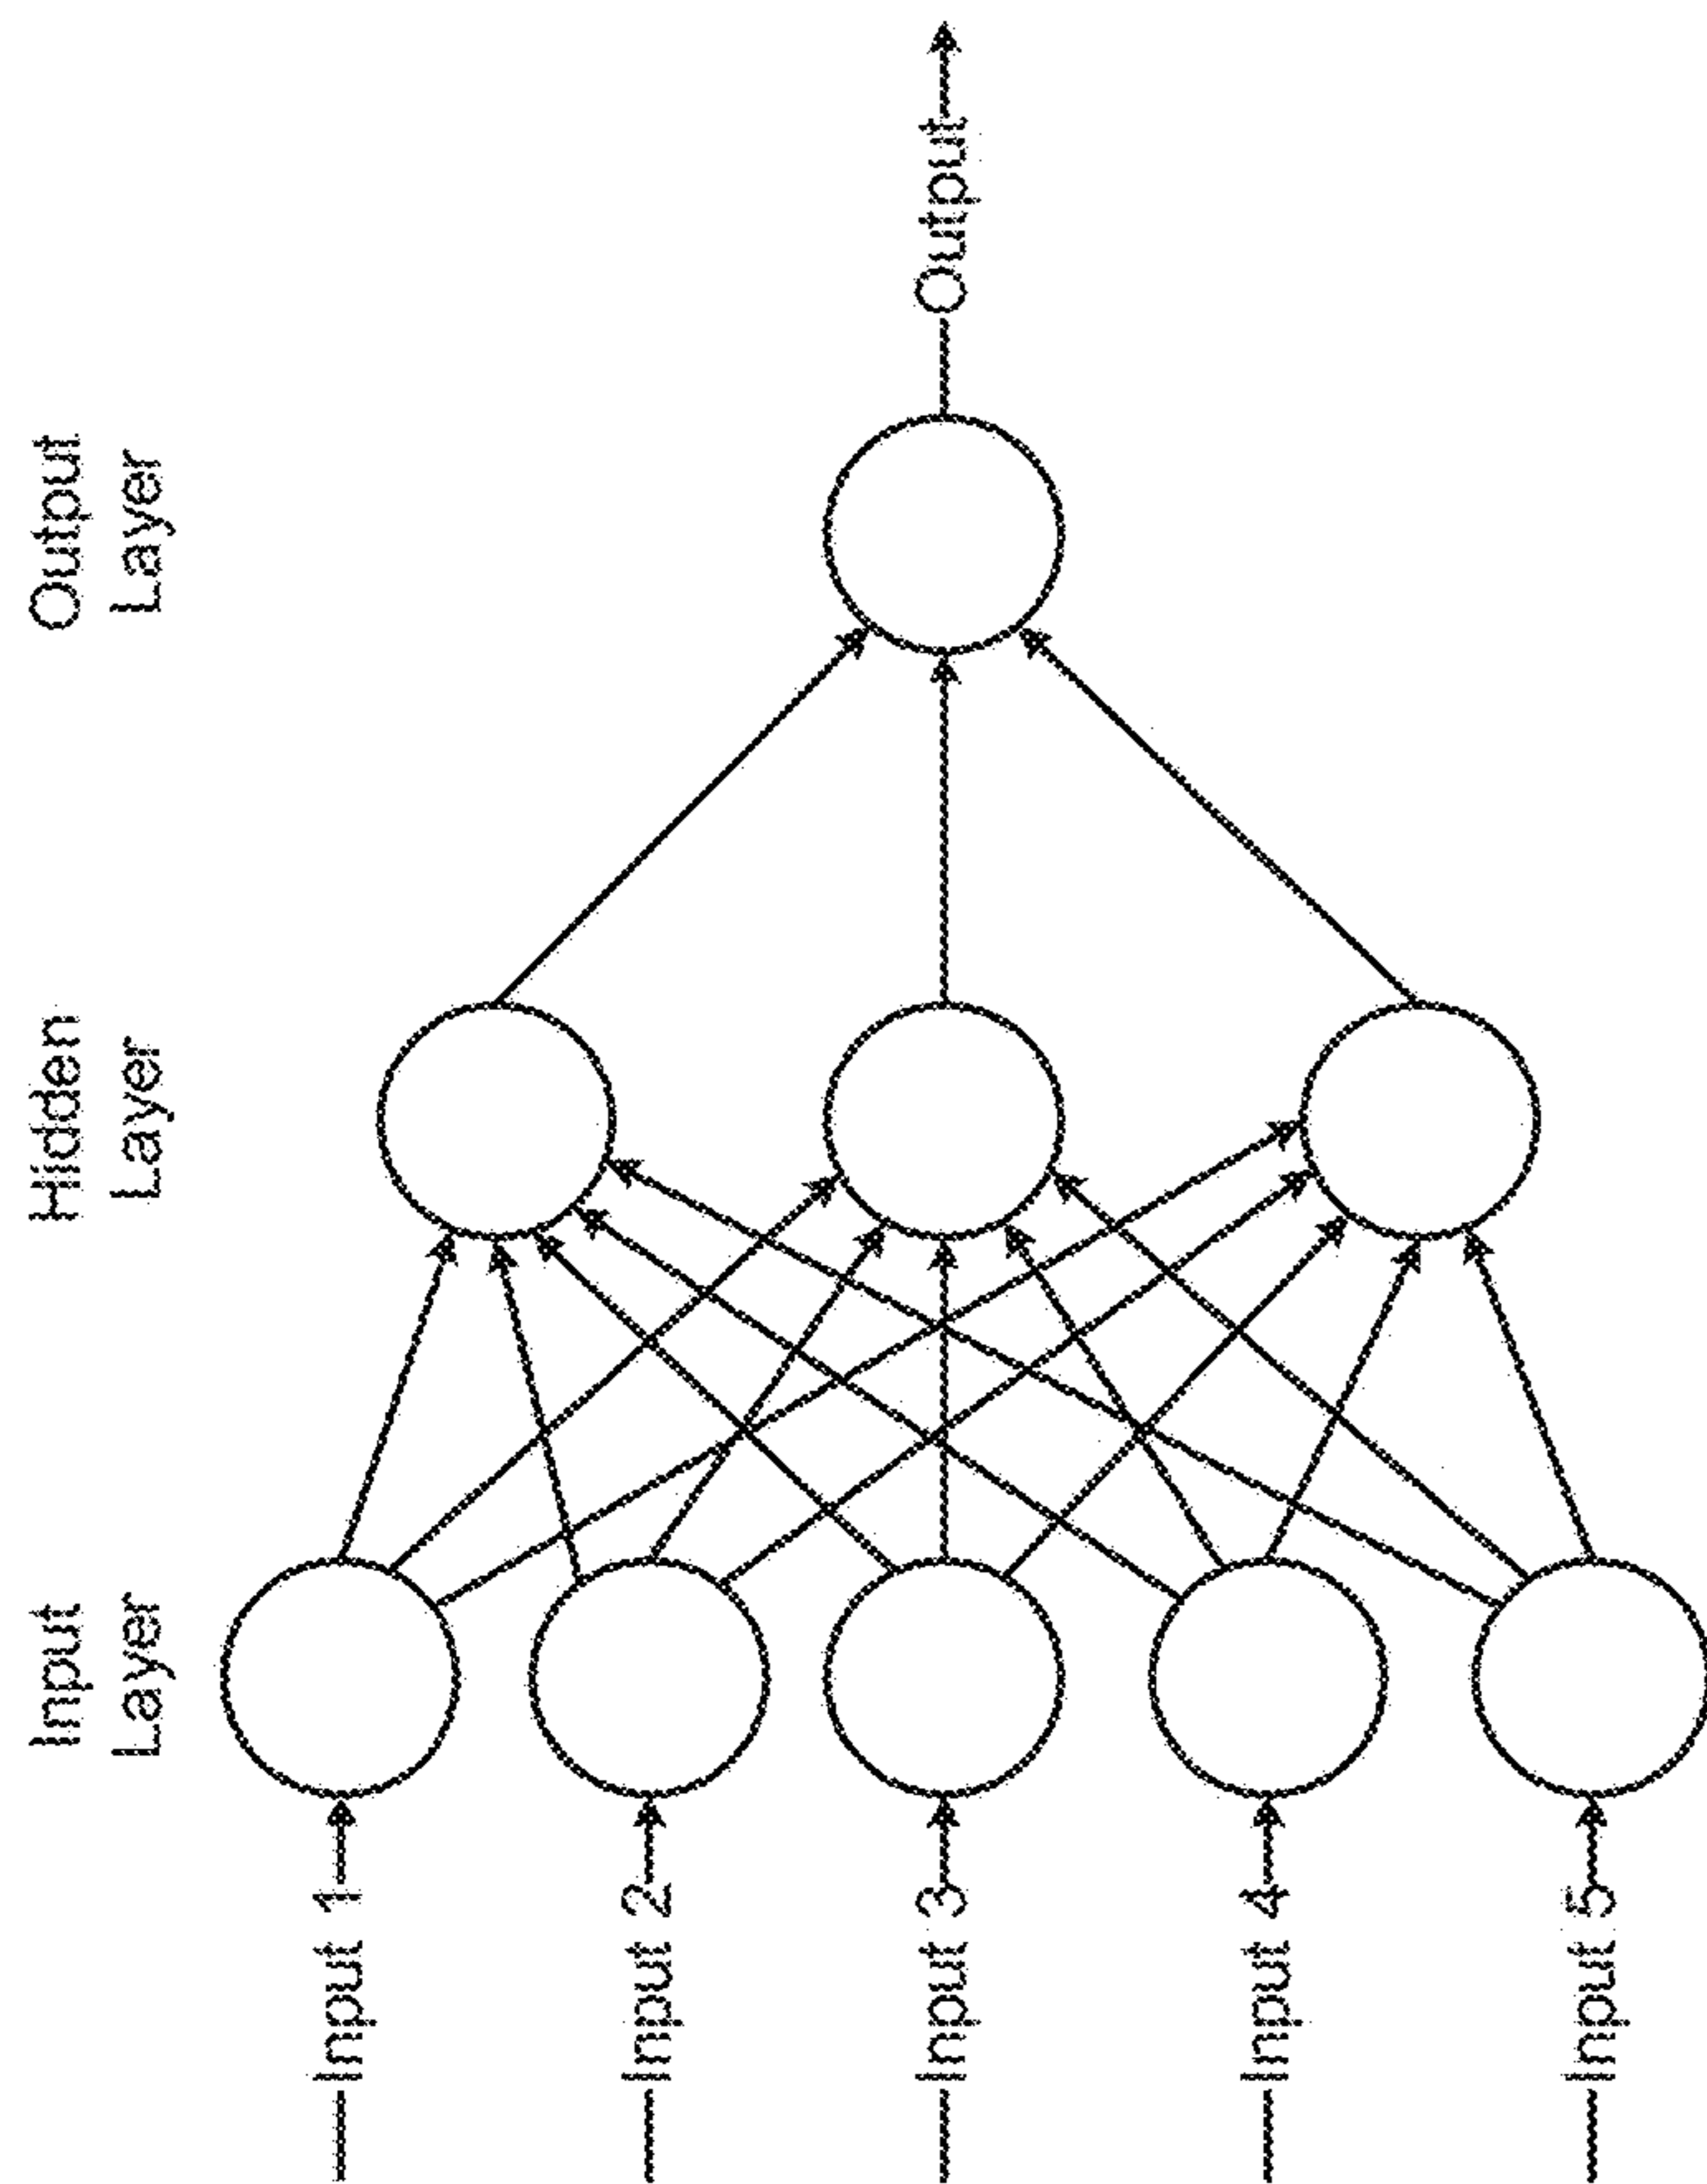 Input
Layer
Hidden
Layer
Output
Layer
Input 1
Input 2
Input 3
Input 4
Input 5
Output